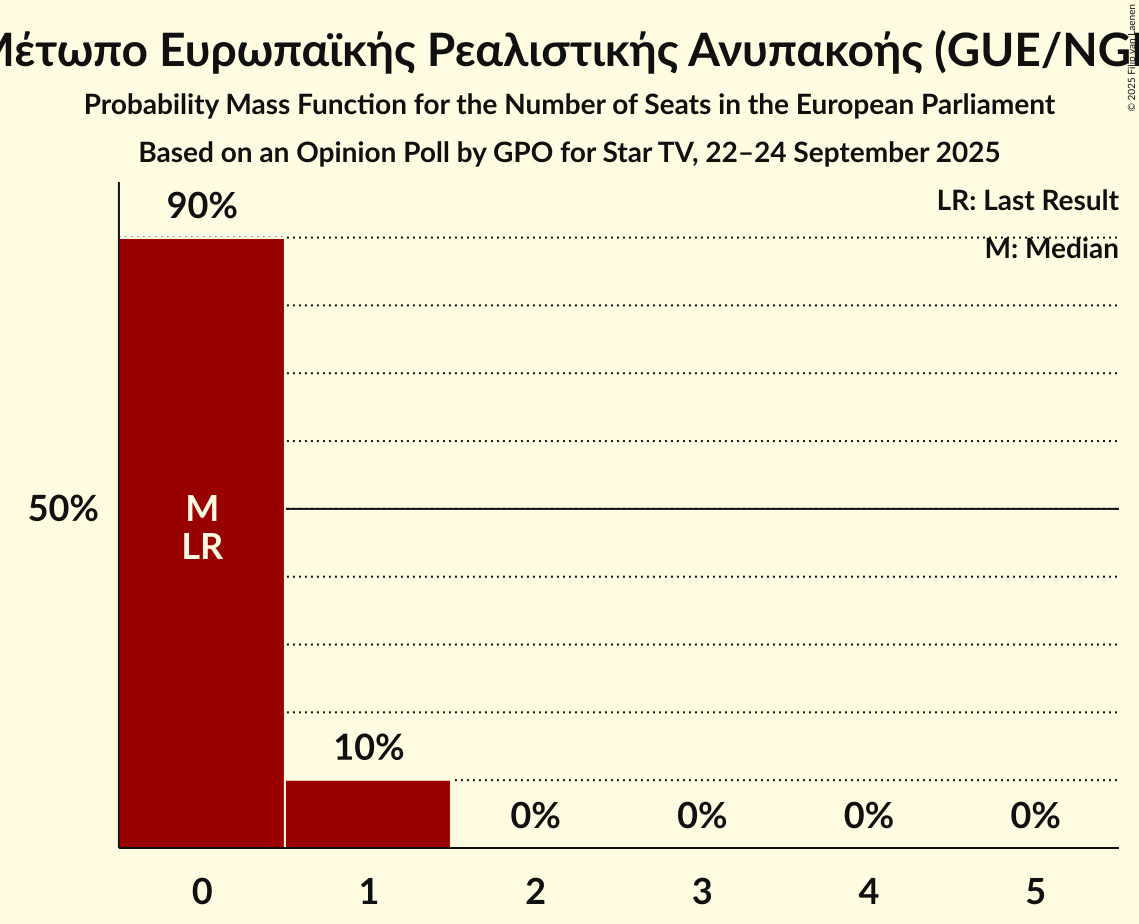 Μέτωπο Ευρωπαϊκής Ρεαλιστικής Ανυπακοής (GUE/NGL
© 2025 Filip van Laenen
Probability Mass Function for the Number of Seats in the European Parliament
Based on an Opinion Poll by GPO for Star TV, 22–24 September 2025
LR: Last Result
M: Median
90%
50%
M
LR
10%
0%
0%
0%
0%
0
1
2
3
4
5